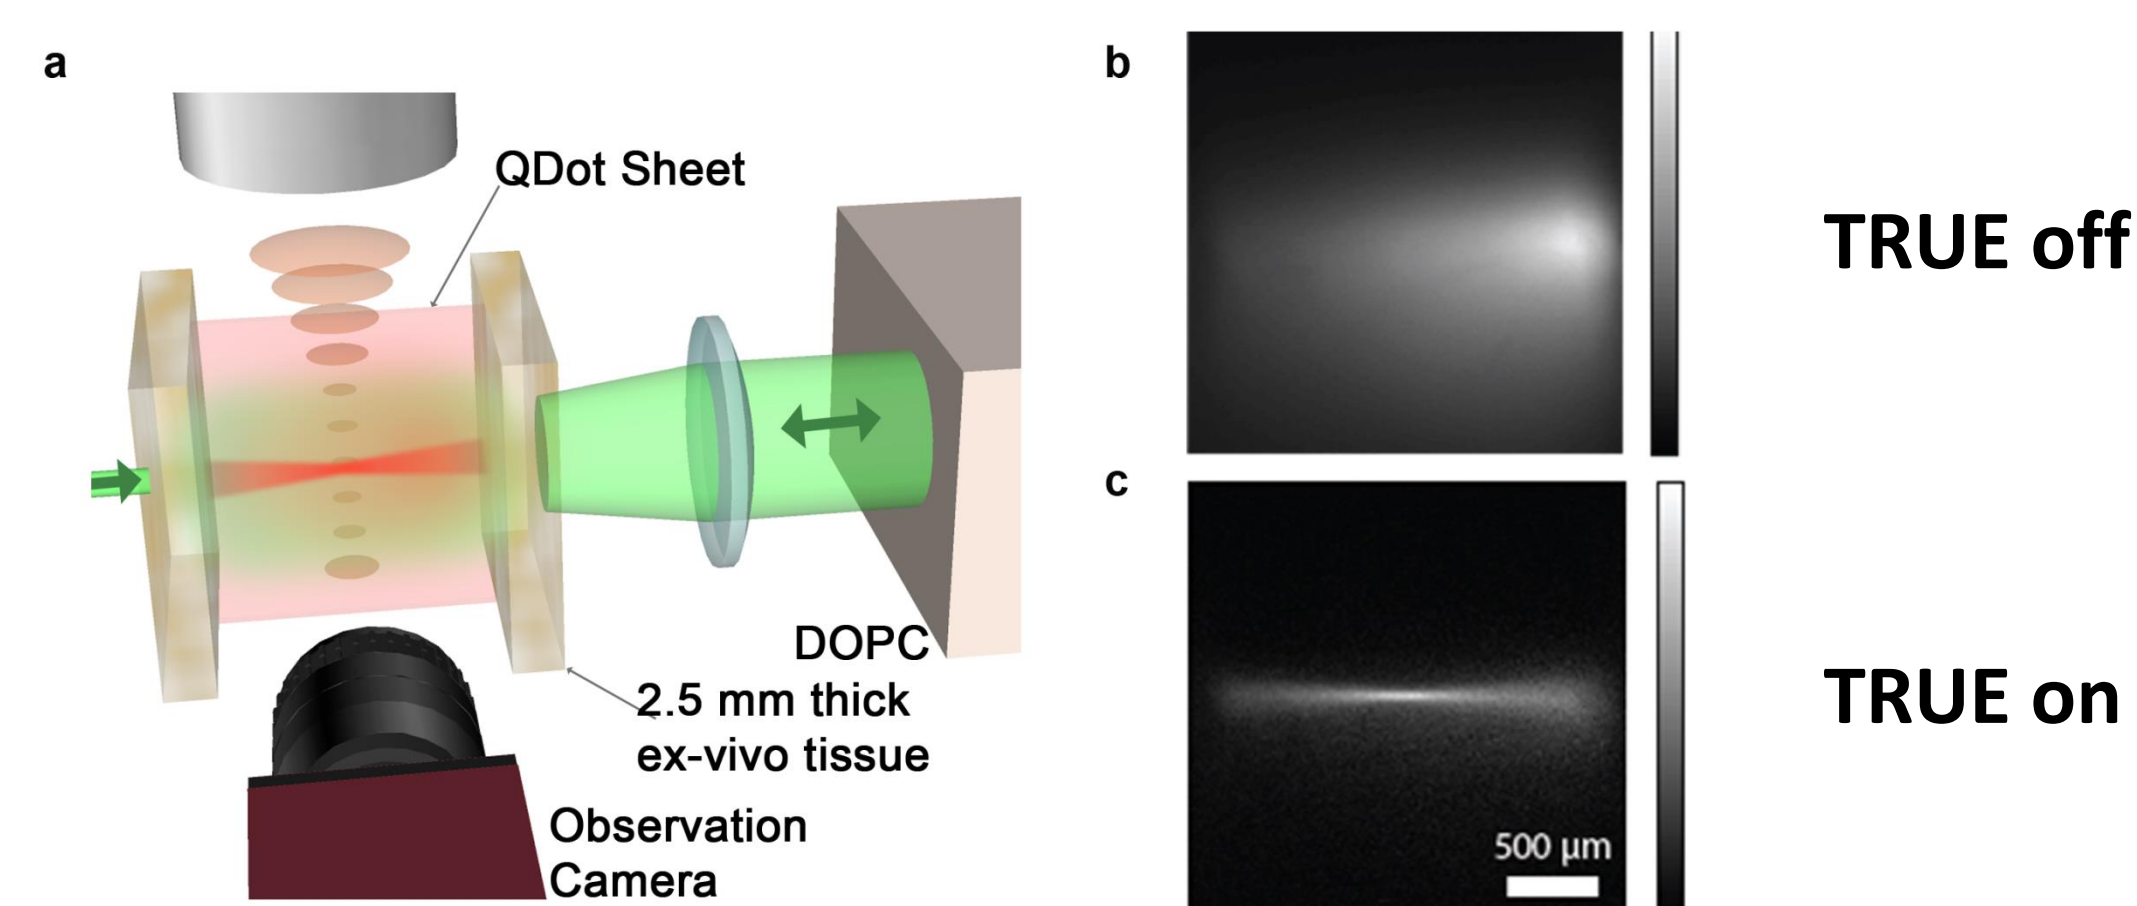 a
QDot Sheet
DOPC
2.5 mm thick
ex-vivo tissue
Observation
Camera
b
TRUE off
c
500 µm
TRUE on